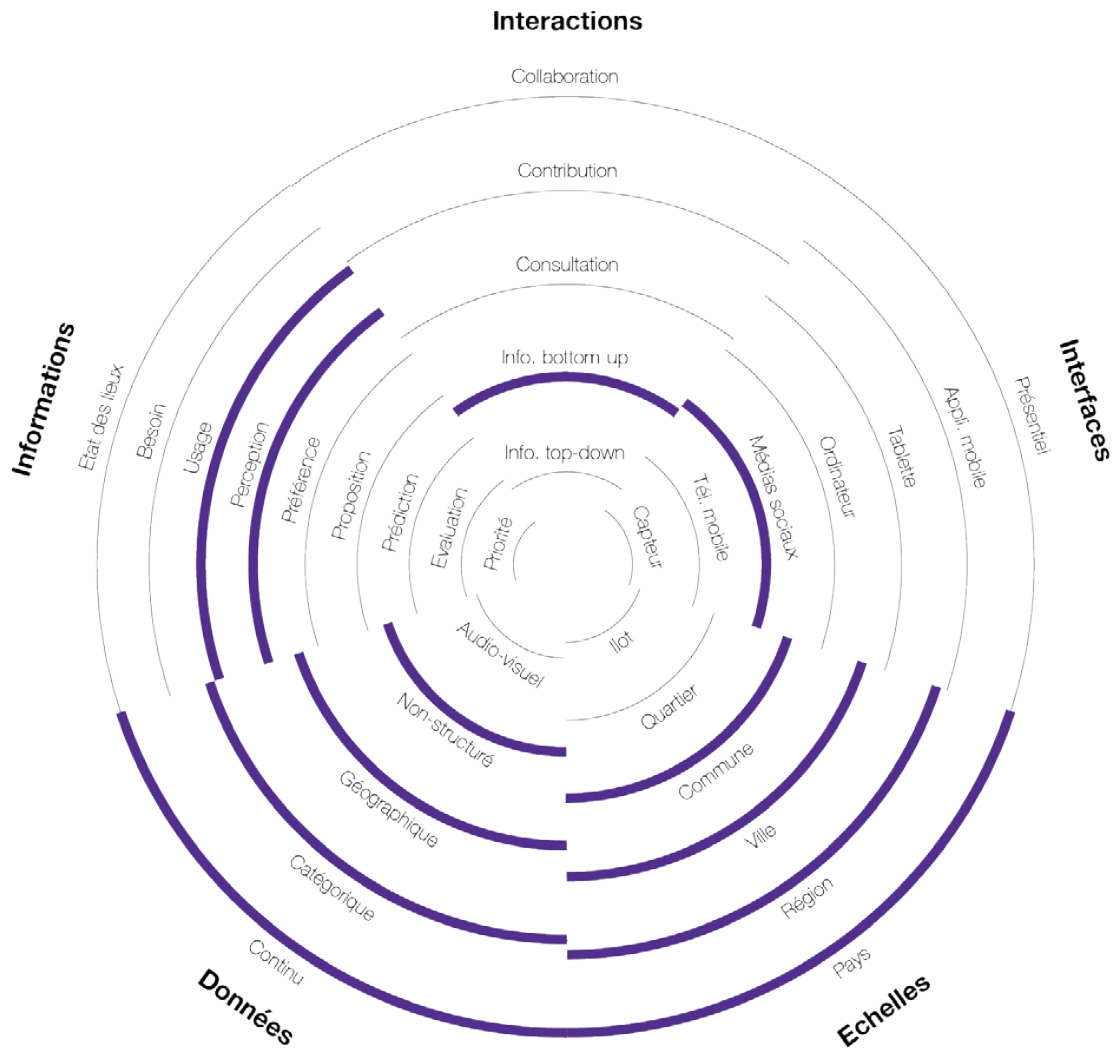 Interactions
Collaboration
Contribution
Consultation
Info. bottom-up
Info. top-down
Informations
Etat des lieux
Besoin
Usage
Perception
Préférence
Proposition
Prédiction
Evaluation
Priorité
Interfaces
Présentiel
Appli. mobile
Tablette
Ordinateur
Médias sociaux
Tél. mobile
Capteur
Données
Audio-visuel
Non-structuré
Géographique
Catégorique
Continu
Echelles
Ilot
Quartier
Commune
Ville
Région
Pays